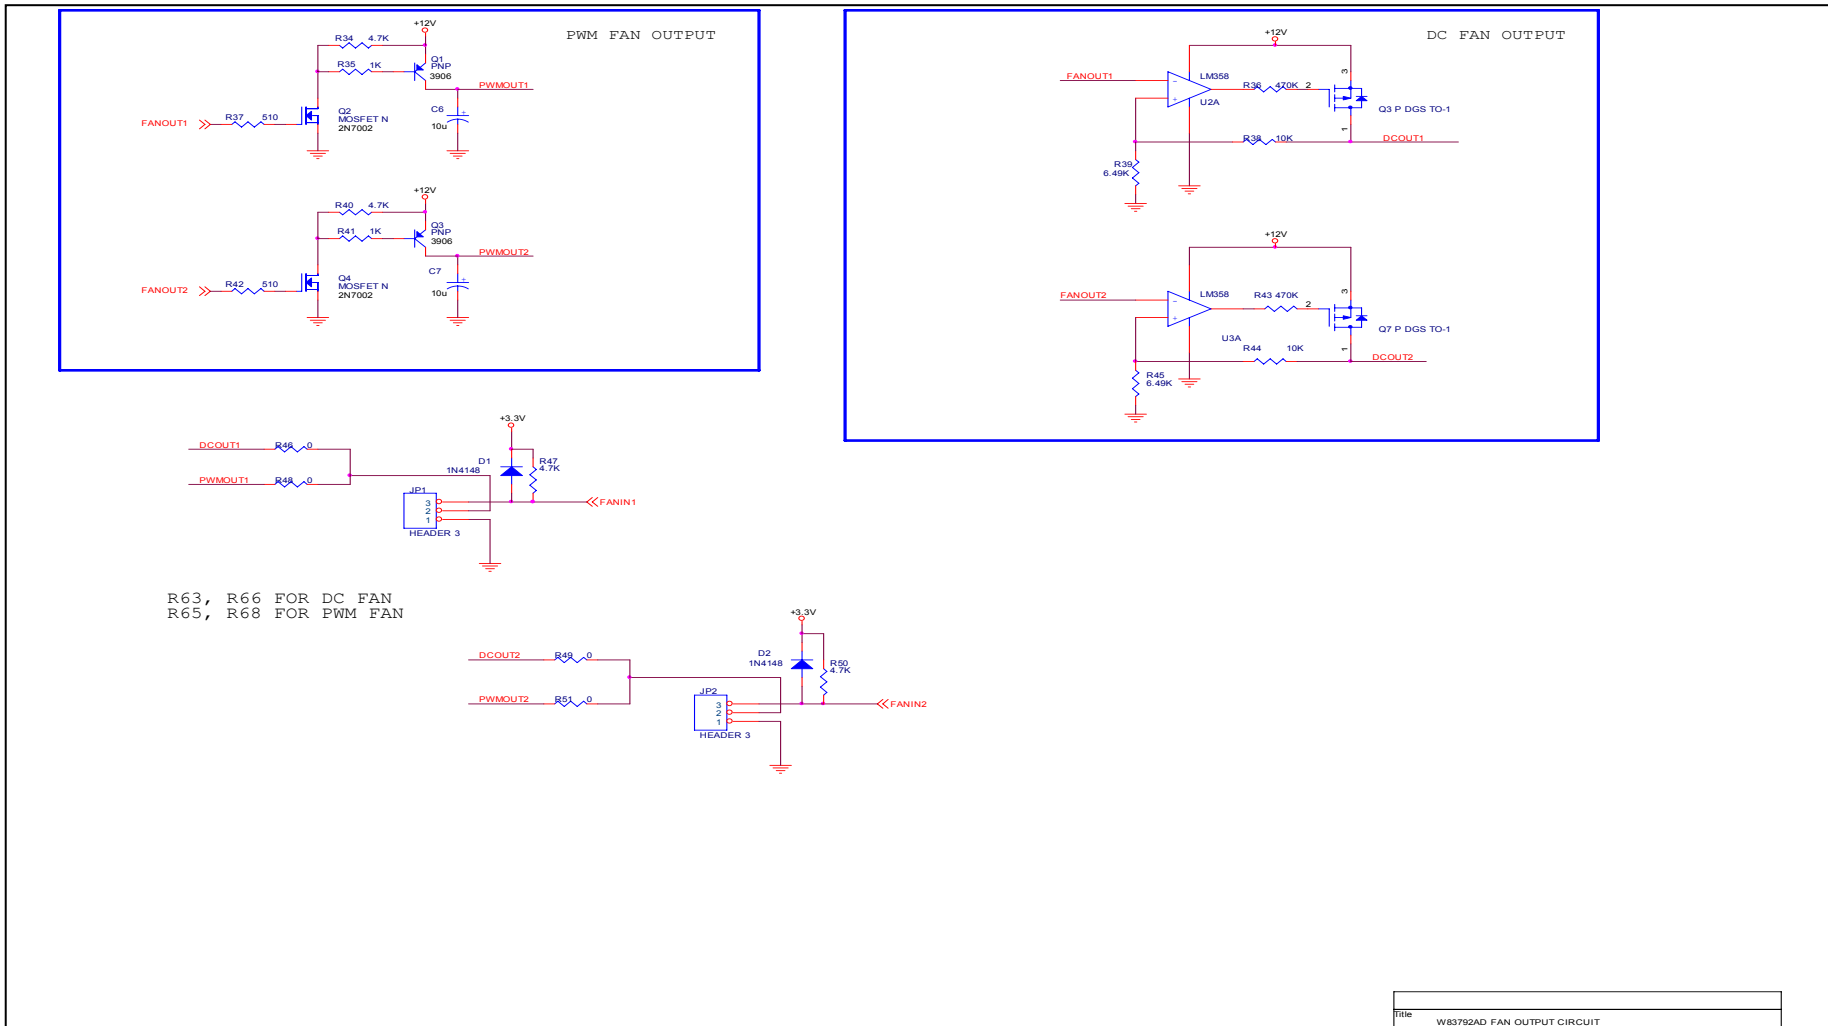 PWM FAN OUTPUT
+12V
R34 4.7K
R35 1K
Q1
PNP
3906
PWMOUT1
C6
10u
Q2
MOSFET N
2N7002
FANOUT1
R37 510
+12V
R40 4.7K
R41 1K
Q3
PNP
3906
PWMOUT2
C7
10u
Q4
MOSFET N
2N7002
FANOUT2
R42 510
DC FAN OUTPUT
+12V
FANOUT1
LM358
U2A
R36 470K 2
3
Q3 P DGS TO-1
1
R38 10K
DCOUT1
R39
6.49K
+12V
FANOUT2
LM358
R43 470K
2
3
Q7 P DGS TO-1
U3A
1
R44 10K
DCOUT2
R45
6.49K
+3.3V
DCOUT1
R46 0
D1
1N4148
R47
4.7K
PWMOUT1
R48 0
JP1
3
2
1
FANIN1
HEADER 3
R63, R66 FOR DC FAN
R65, R68 FOR PWM FAN
+3.3V
DCOUT2
R49 0
D2
1N4148
R50
4.7K
PWMOUT2
R51 0
JP2
3
2
1
FANIN2
HEADER 3
Title
W83792AD FAN OUTPUT CIRCUIT